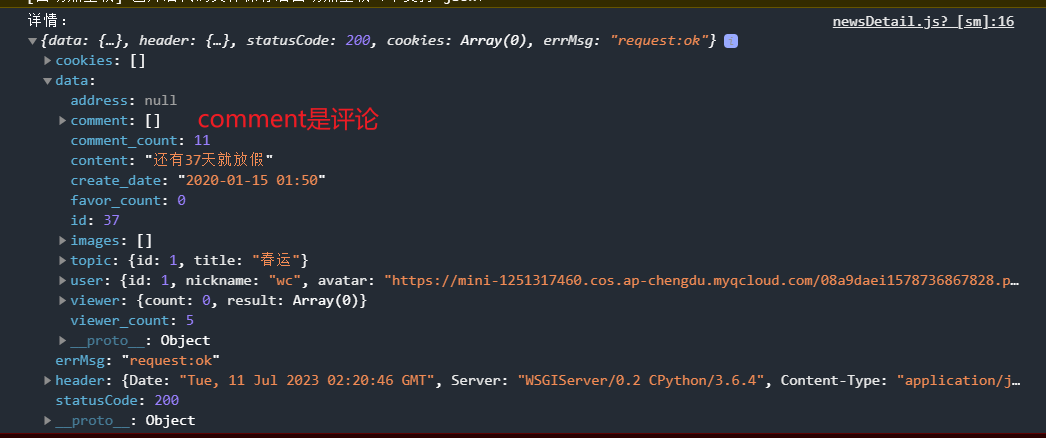 详情: newsDetail.js? [sm]:16
▼{data: {…}, header: {…}, statusCode: 200, cookies: Array(0), errMsg: "request:ok"} i
▶cookies: []
▼data:
address: null
▶comment: [] comment是评论
comment_count: 11
content: "还有37天就放假"
create_date: "2020-01-15 01:50"
favor_count: 0
id: 37
▶images: []
▶topic: {id: 1, title: "春运"}
▶user: {id: 1, nickname: "wc", avatar: "https://mini-1251317460.cos.ap-chengdu.myqcloud.com/08a9daei1578736867828.p…
▶viewer: {count: 0, result: Array(0)}
viewer_count: 5
▶__proto__: Object
errMsg: "request:ok"
▶header: {Date: "Tue, 11 Jul 2023 02:20:46 GMT", Server: "WSGIServer/0.2 CPython/3.6.4", Content-Type: "application/j…
statusCode: 200
▶__proto__: Object